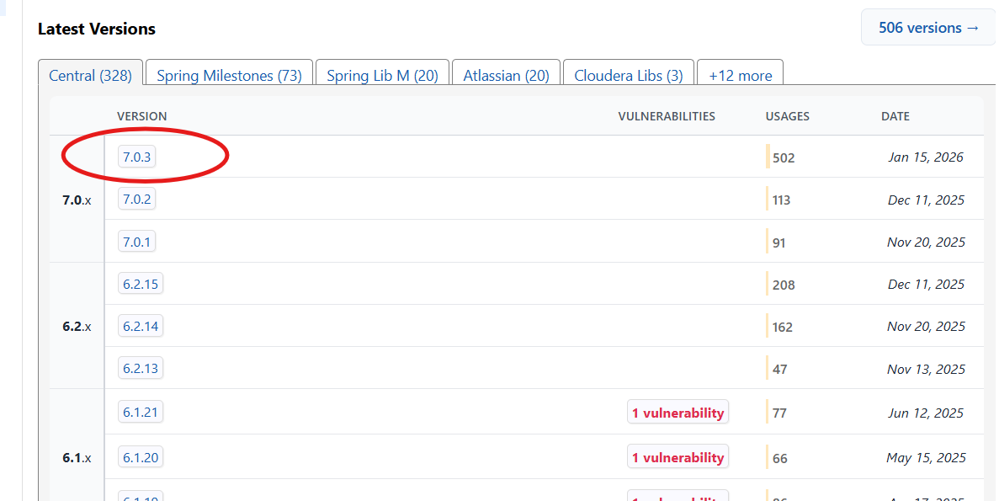 Latest Versions
506 versions →
Central (328) Spring Milestones (73) Spring Lib M (20) Atlassian (20) Cloudera Libs (3) +12 more
VERSION VULNERABILITIES USAGES DATE
7.0.3 502 Jan 15, 2026
7.0.x 7.0.2 113 Dec 11, 2025
7.0.1 91 Nov 20, 2025
6.2.15 208 Dec 11, 2025
6.2.x 6.2.14 162 Nov 20, 2025
6.2.13 47 Nov 13, 2025
6.1.21 1 vulnerability 77 Jun 12, 2025
6.1.x 6.1.20 1 vulnerability 66 May 15, 2025